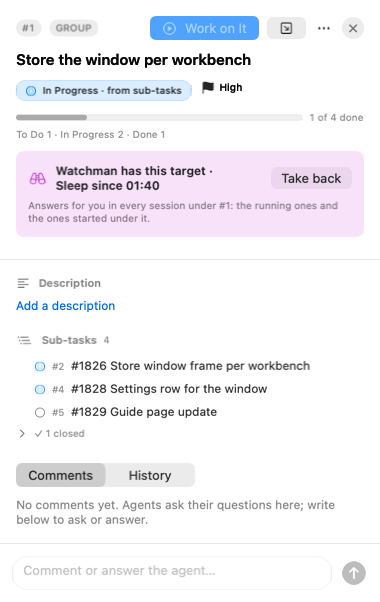 #1 GROUP Work on It
Store the window per workbench
In Progress · from sub-tasks High
1 of 4 done
To Do 1 · In Progress 2 · Done 1
Watchman has this target ·
Sleep since 01:40
Take back
Answers for you in every session under #1: the running ones and
the ones started under it.
Description
Add a description
Sub-tasks 4
#2 #1826 Store window frame per workbench
#4 #1828 Settings row for the window
#5 #1829 Guide page update
1 closed
Comments History
No comments yet. Agents ask their questions here; write
below to ask or answer.
Comment or answer the agent...